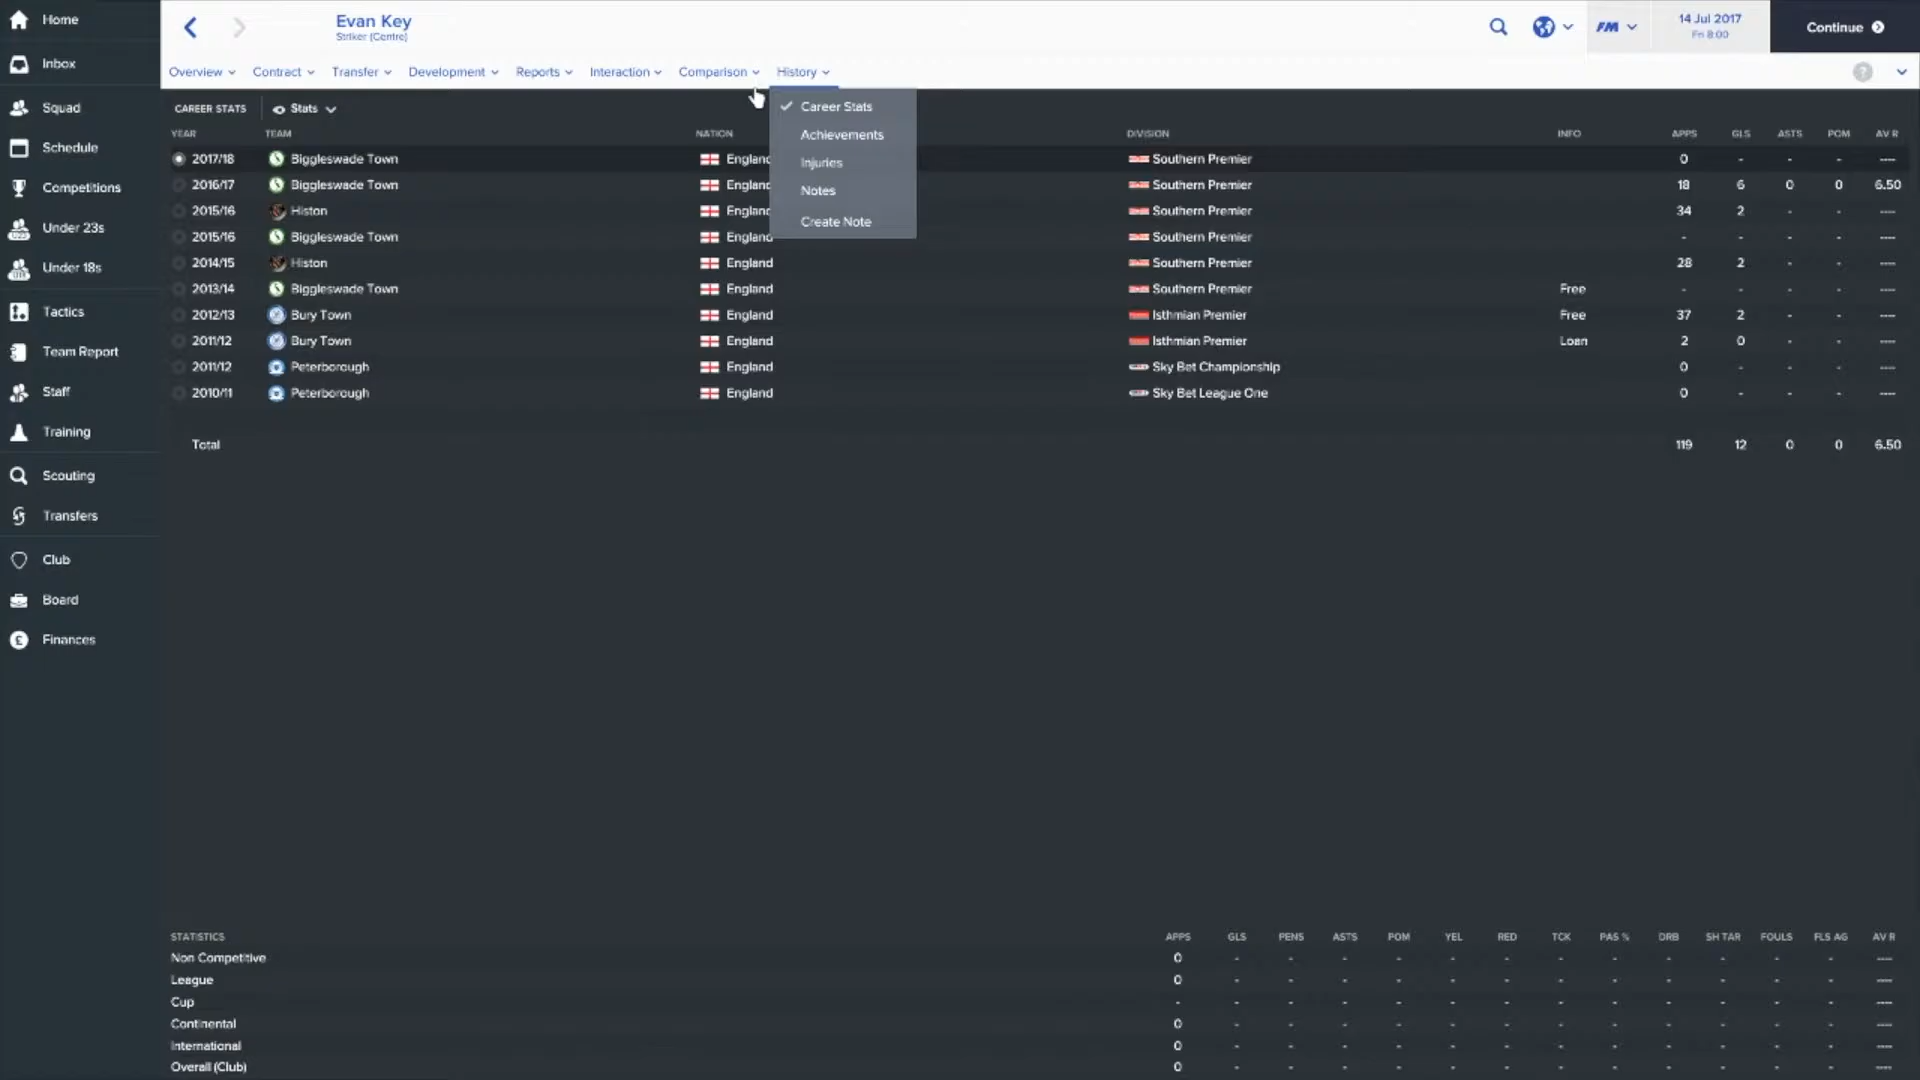 Home
Inbox
Squad
Schedule
Competitions
Under 23s
Under 18s
Tactics
Team Report
Staff
Training
Scouting
Transfers
Club
Board
Finances
Evan Key
Striker (Centre)
FM
14 Jul 2017
Fri 8:00
Continue
Overview Contract Transfer Development Reports Interaction Comparison History
?
Career Stats
Achievements
Injuries
Notes
Create Note
CAREER STATS Stats
YEAR TEAM NATION DIVISION INFO APPS GLS ASTS POM AV R
2017/18 Biggleswade Town England Southern Premier 0 - - - ----
2016/17 Biggleswade Town England Southern Premier 18 6 0 0 6.50
2015/16 Histon England Southern Premier 34 2 - - ----
2015/16 Biggleswade Town England Southern Premier - - - - ----
2014/15 Histon England Southern Premier 28 2 - - ----
2013/14 Biggleswade Town England Southern Premier Free - - - - ----
2012/13 Bury Town England Isthmian Premier Free 37 2 - - ----
2011/12 Bury Town England Isthmian Premier Loan 2 0 - - ----
2011/12 Peterborough England Sky Bet Championship 0 - - - ----
2010/11 Peterborough England Sky Bet League One 0 - - - ----
Total 119 12 0 0 6.50
STATISTICS APPS GLS PENS ASTS POM YEL RED TCK PAS % DRB SH TAR FOULS FLS AG AV R
Non Competitive 0 - - - - - - - - - - - - ----
League 0 - - - - - - - - - - - - ----
Cup - - - - - - - - - - - - - ----
Continental 0 - - - - - - - - - - - - ----
International 0 - - - - - - - - - - - - ----
Overall (Club) 0 - - - - - - - - - - - - ----